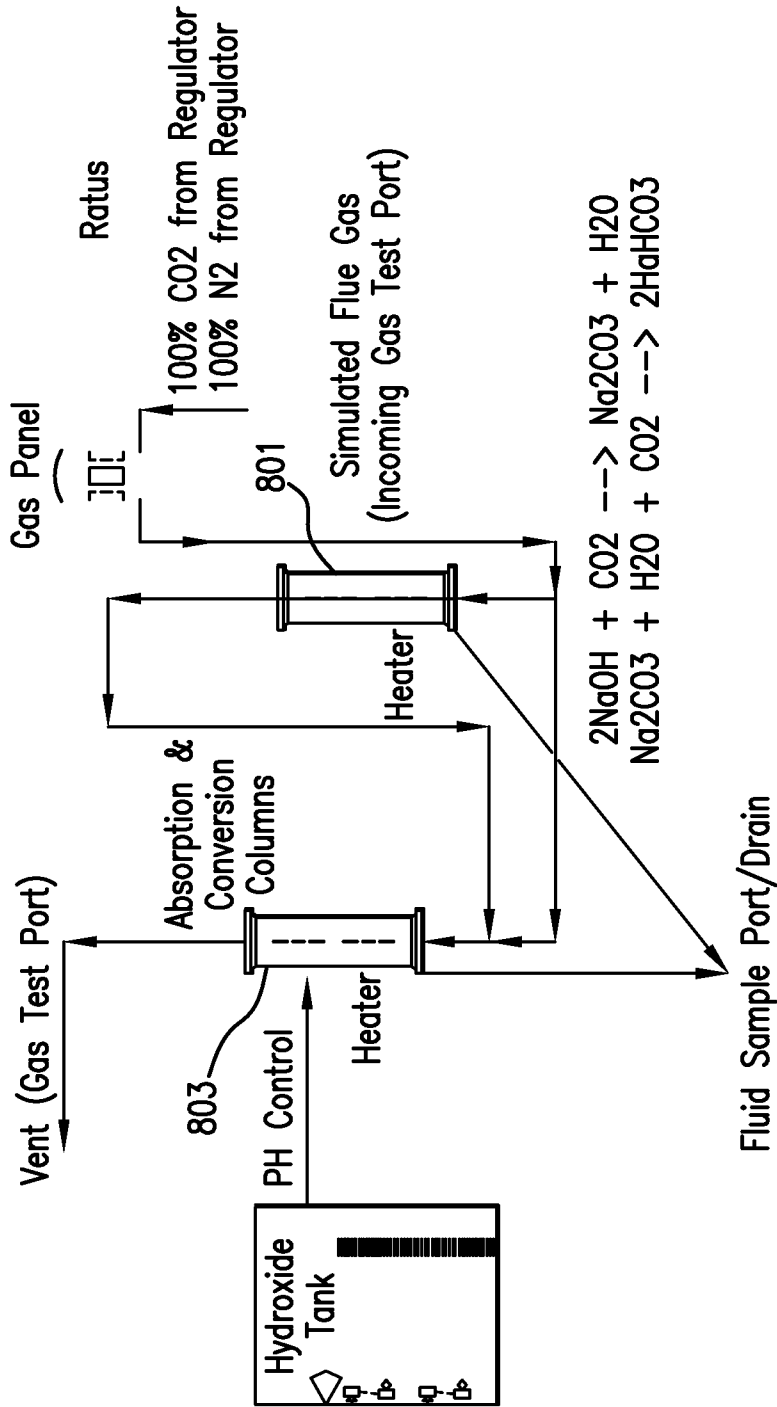 Vent (Gas Test Port)
Absorption &
Conversion
Columns
Gas Panel
Ratus
100% CO2 from Regulator
100% N2 from Regulator
803
801
Simulated Flue Gas
(Incoming Gas Test Port)
PH Control
Heater
Heater
Hydroxide
Tank
2NaOH + CO2 --> Na2CO3 + H2O
Na2CO3 + H2O + CO2 --> 2HaHCO3
Fluid Sample Port/Drain